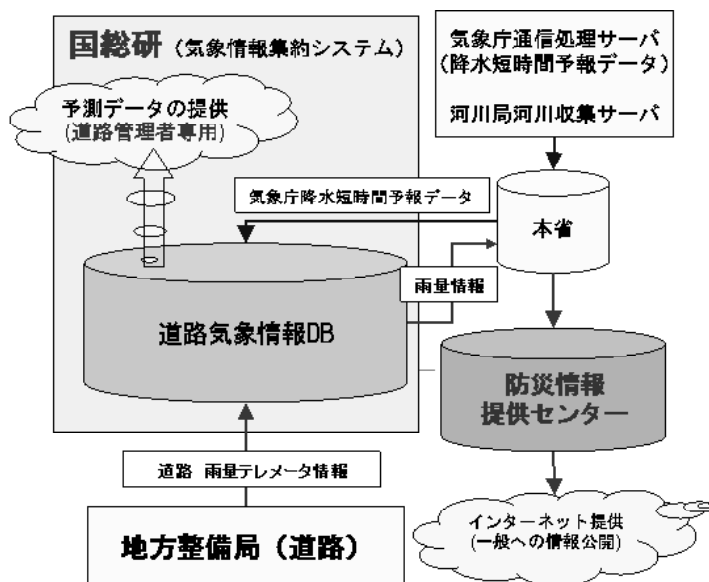 国総研（気象情報集約システム）
気象庁通信処理サーバ
（降水短時間予報データ）
河川局河川収集サーバ
予測データの提供
(道路管理者専用)
気象庁降水短時間予報データ
本省
雨量情報
道路気象情報DB
防災情報
提供センター
道路 雨量テレメータ情報
地方整備局（道路）
インターネット提供
(一般への情報公開)